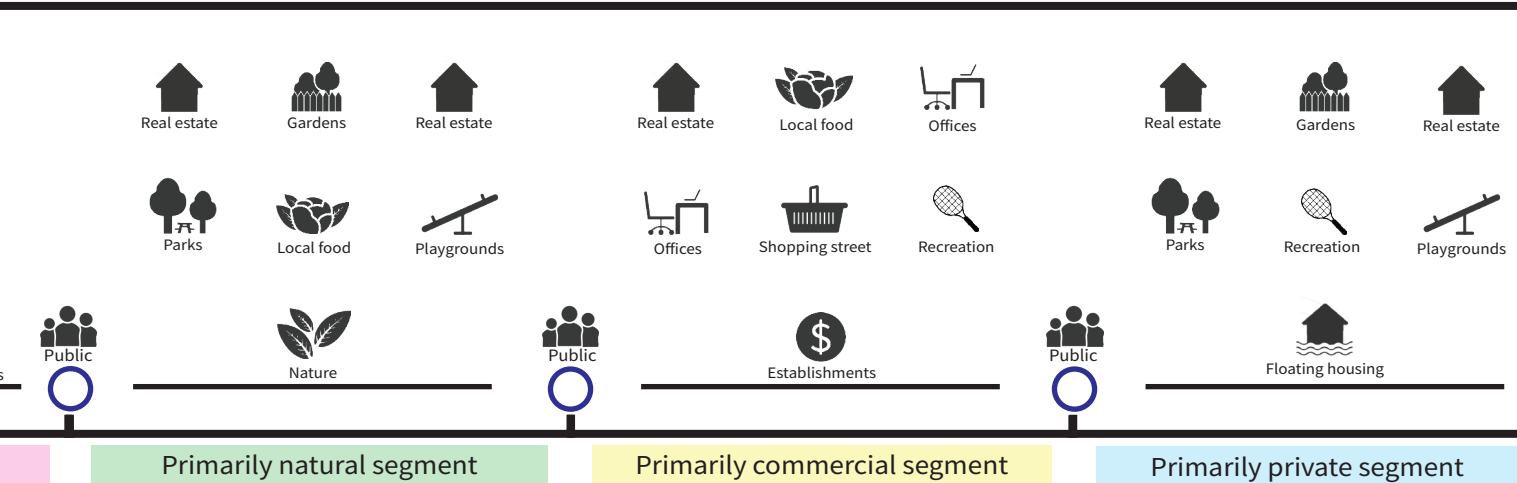 Real estate
Gardens
Real estate
Real estate
Local food
Offices
Real estate
Gardens
Real estate
Parks
Local food
Playgrounds
Offices
Shopping street
Recreation
Parks
Recreation
Playgrounds
Public
Nature
Public
$
Establishments
Public
Floating housing
s
Primarily natural segment
Primarily commercial segment
Primarily private segment